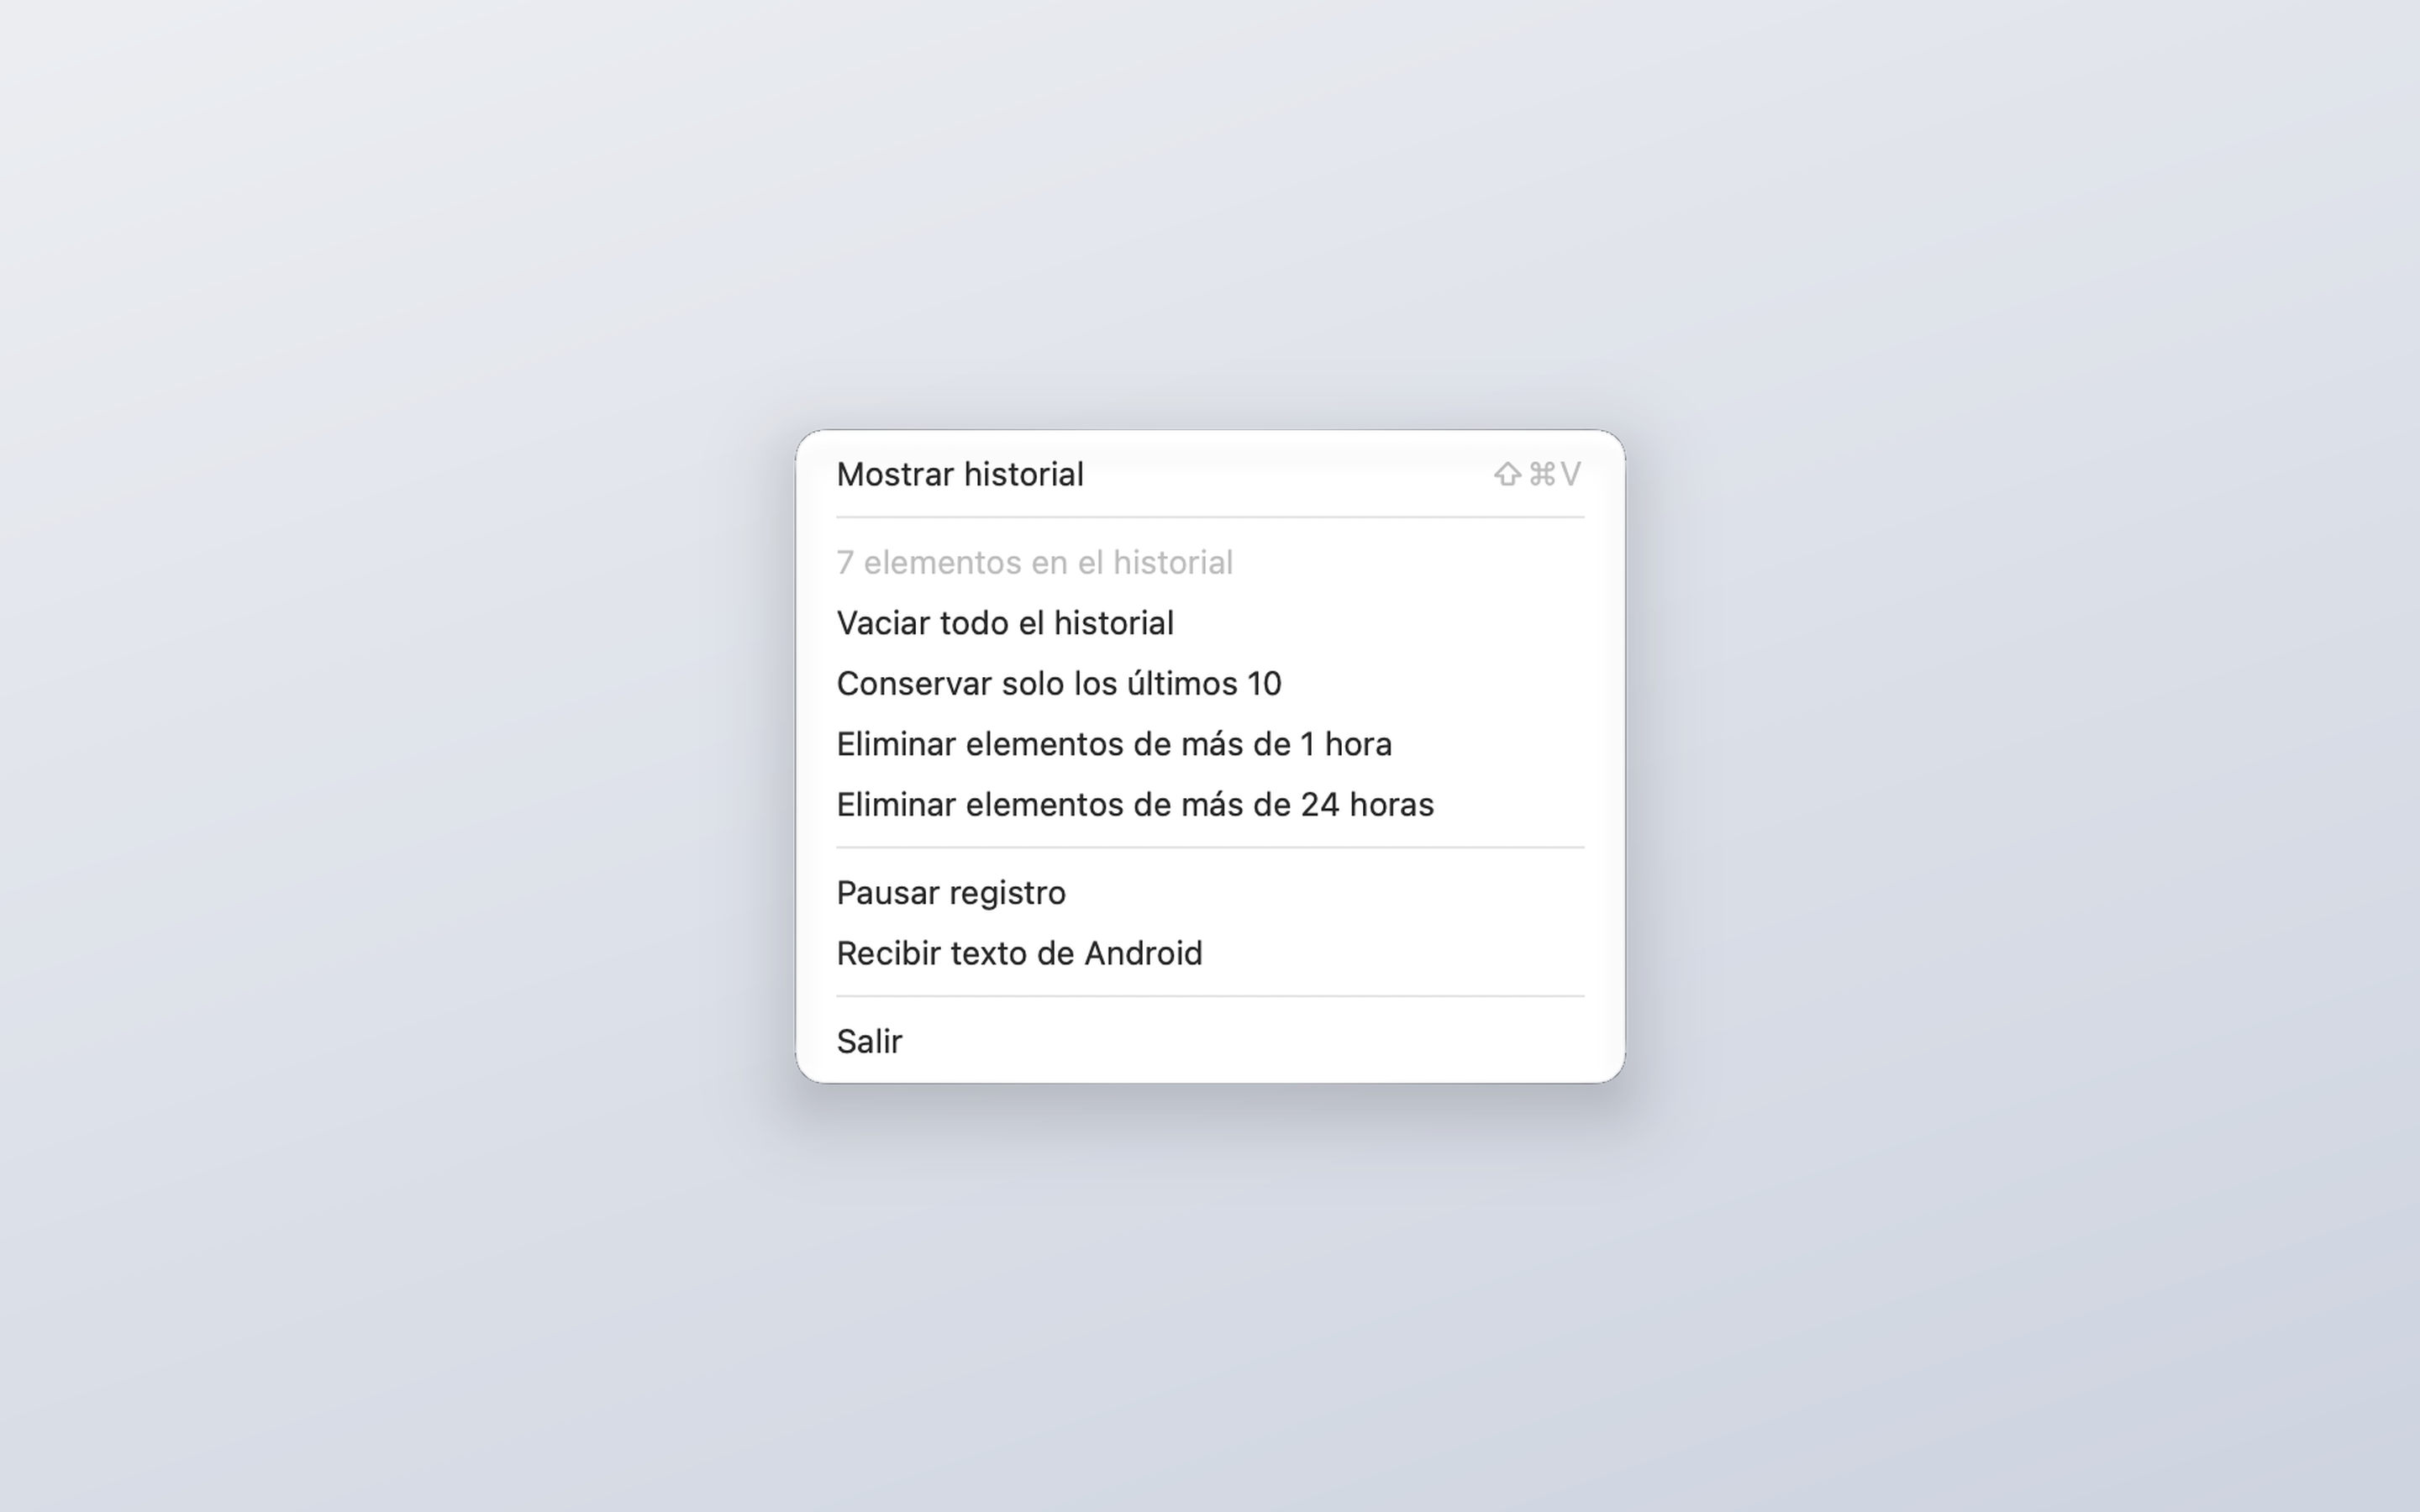 Mostrar historial ⇧⌘V
7 elementos en el historial
Vaciar todo el historial
Conservar solo los últimos 10
Eliminar elementos de más de 1 hora
Eliminar elementos de más de 24 horas
Pausar registro
Recibir texto de Android
Salir